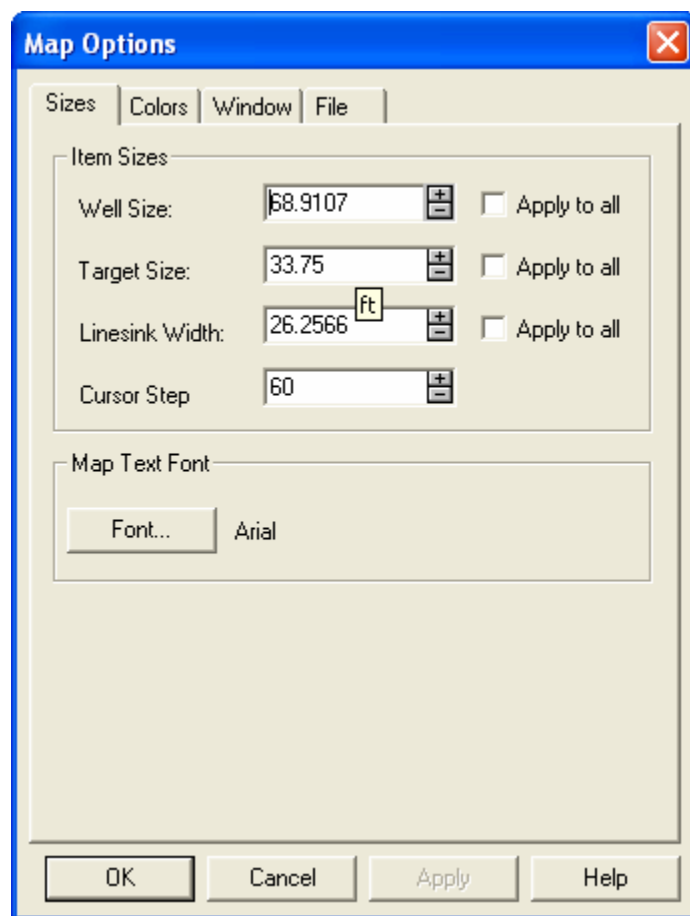 Map Options
Sizes Colors Window File
Item Sizes
Well Size: 68.9107 Apply to all
Target Size: 33.75 Apply to all
ft
Linesink Width: 26.2566 Apply to all
Cursor Step 60
Map Text Font
Font... Arial
OK Cancel Apply Help